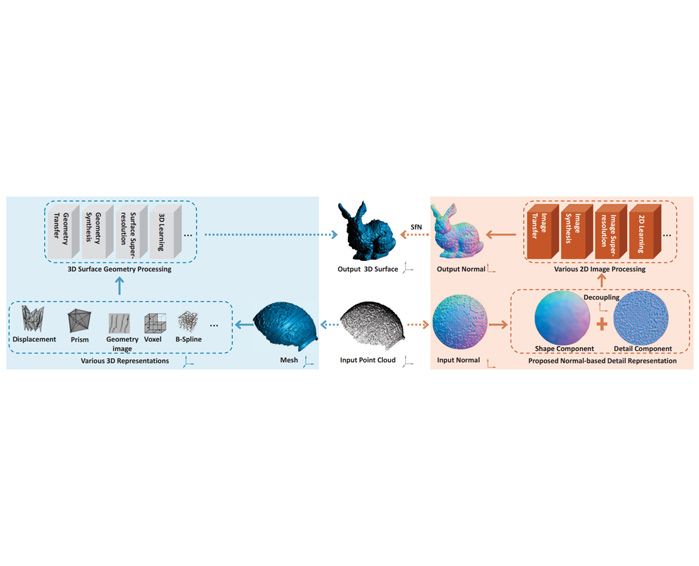 Geometry
Transfer
Geometry
Synthesis
Surface Super-
resolution
3D Learning
...
3D Surface Geometry Processing
Output 3D Surface
SfN
Output Normal
Image
Transfer
Image
Synthesis
Image Super-
resolution
2D Learning
...
Various 2D Image Processing
Displacement
Prism
Geometry
image
Voxel
B-Spline
...
Various 3D Representations
Mesh
Input Point Cloud
Input Normal
Decoupling
Shape Component
Detail Component
Proposed Normal-based Detail Representation